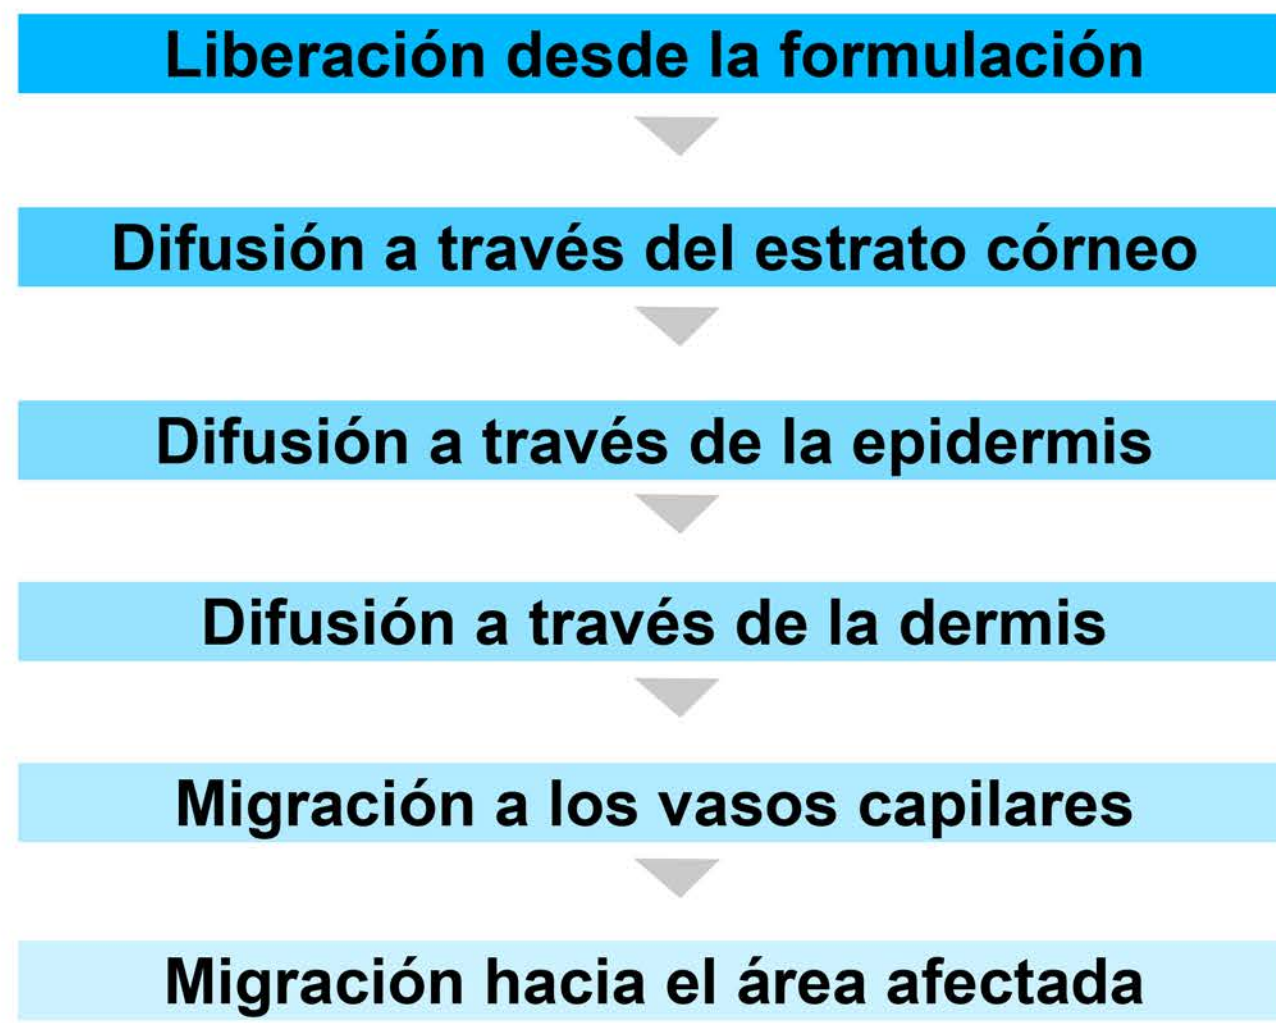 Liberación desde la formulación
Difusión a través del estrato córneo
Difusión a través de la epidermis
Difusión a través de la dermis
Migración a los vasos capilares
Migración hacia el área afectada